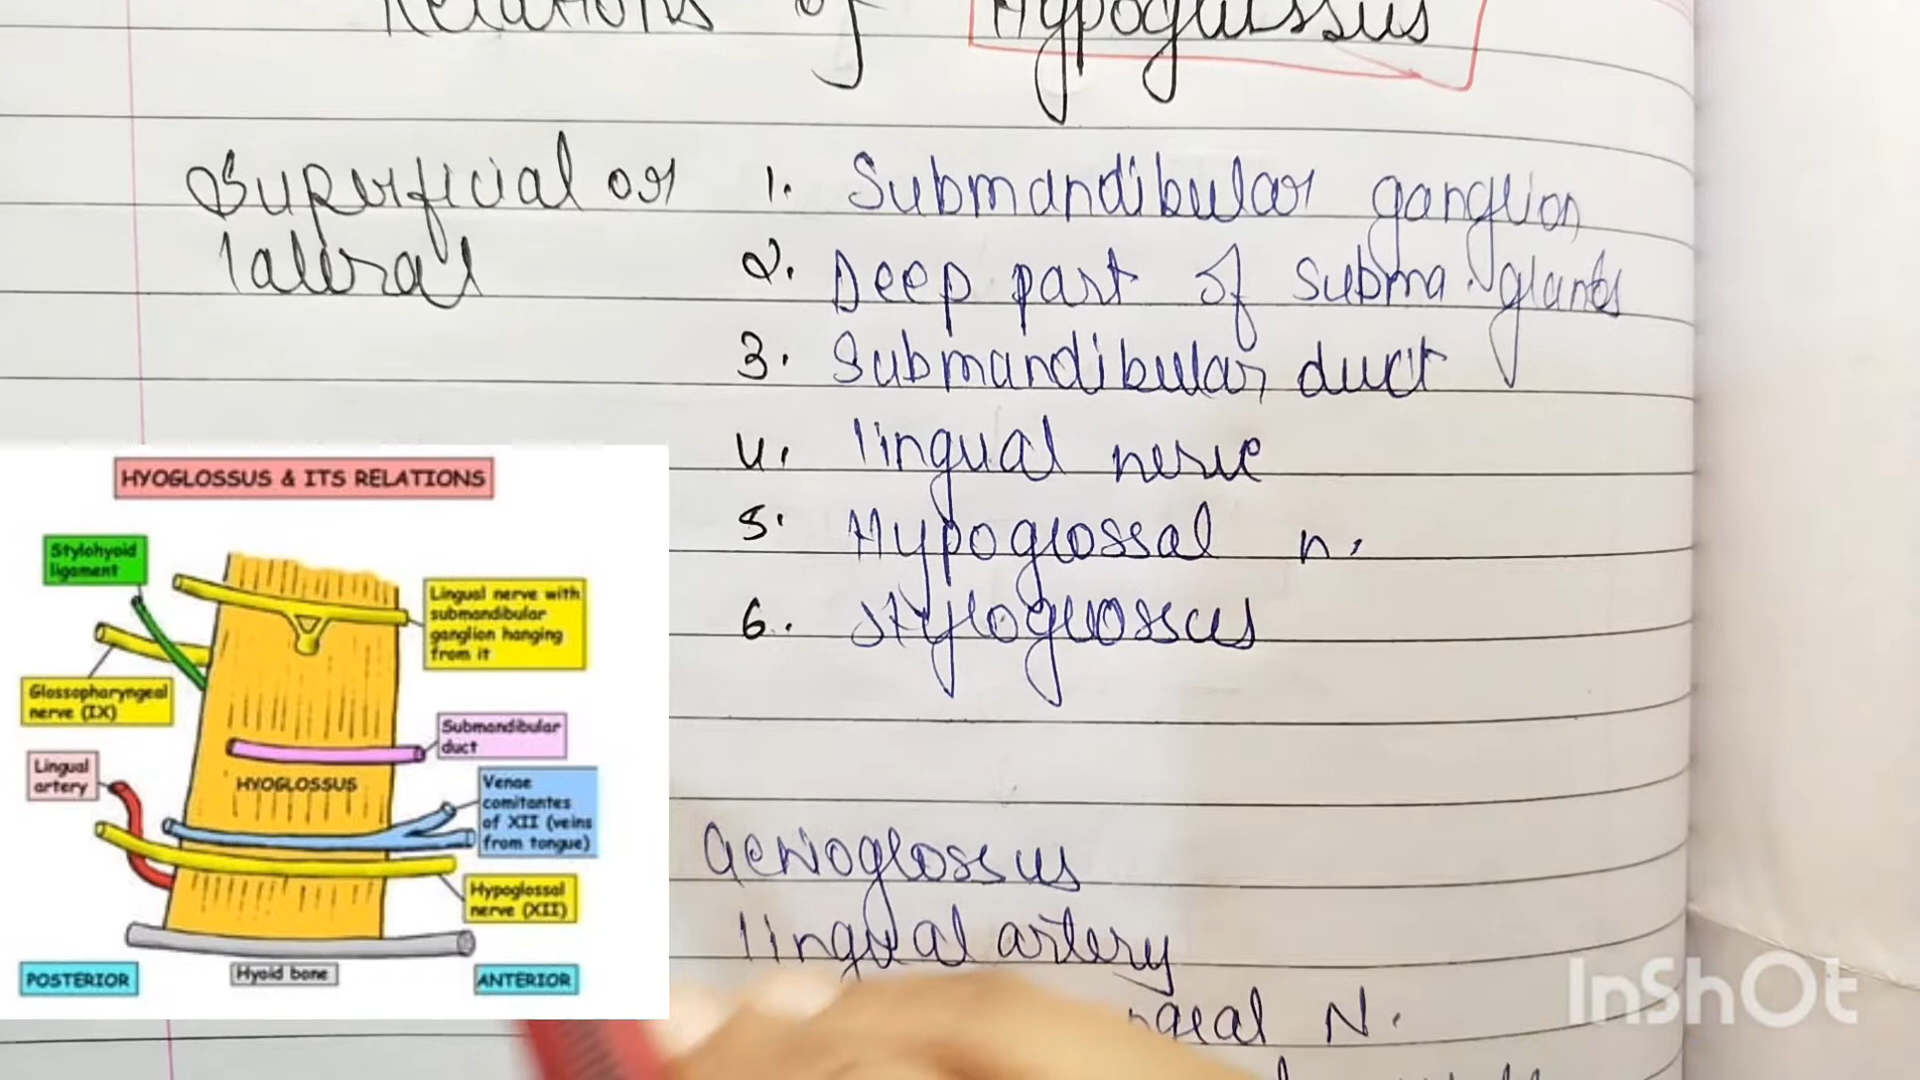 Relations of Hypoglossus
Superficial or
lateral
1. Submandibular ganglion
2. Deep part of subma. glands
3. Submandibular duct
4. lingual nerve
5. Hypoglossal n.
6. styloglossus
Genioglossus
lingual artery
N.
HYOGLOSSUS & ITS RELATIONS
Stylohyoid
ligament
Lingual nerve with
submandibular
ganglion hanging
from it
Glossopharyngeal
nerve (IX)
Submandibular
duct
Lingual
artery
HYOGLOSSUS
Venae
comitantes
of XII (veins
from tongue)
Hypoglossal
nerve (XII)
POSTERIOR
Hyoid bone
ANTERIOR
InShOt